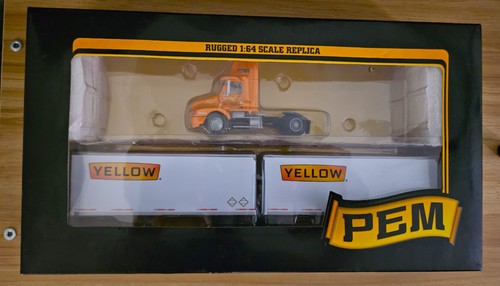 RUGGED 1:64 SCALE REPLICA
YELLOW
YELLOW
PEM